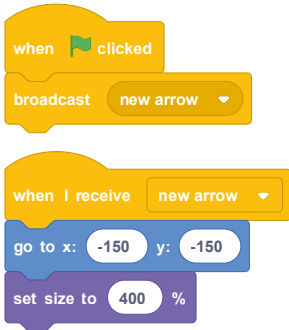 when clicked
broadcast new arrow
when I receive new arrow
go to x: -150 y: -150
set size to 400 %